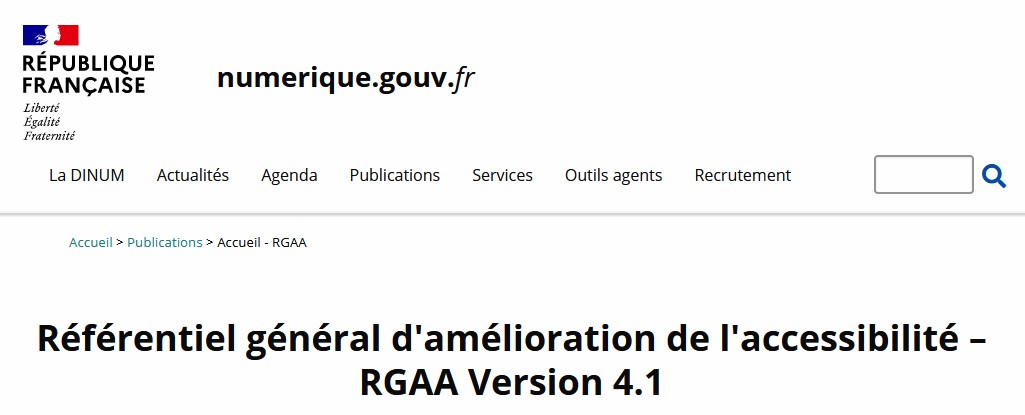 RÉPUBLIQUE
FRANÇAISE
Liberté
Égalité
Fraternité
numerique.gouv.fr
La DINUM Actualités Agenda Publications Services Outils agents Recrutement
Accueil > Publications > Accueil - RGAA
Référentiel général d'amélioration de l'accessibilité –
RGAA Version 4.1